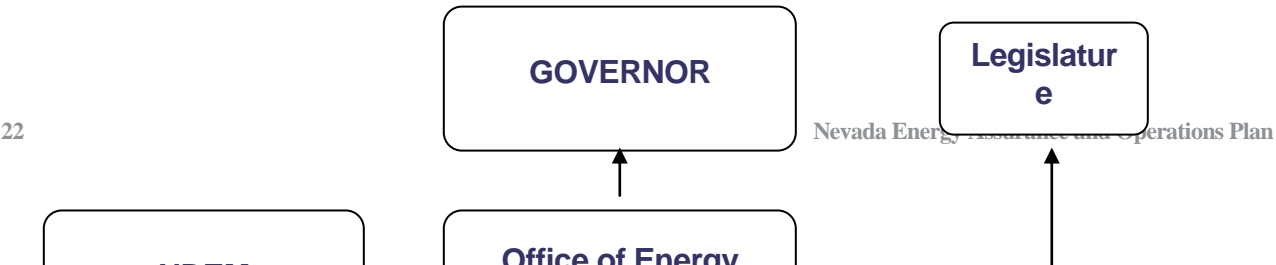 GOVERNOR
Legislatur
e
22
Nevada Energy Assurance and Operations Plan
Office of Energy